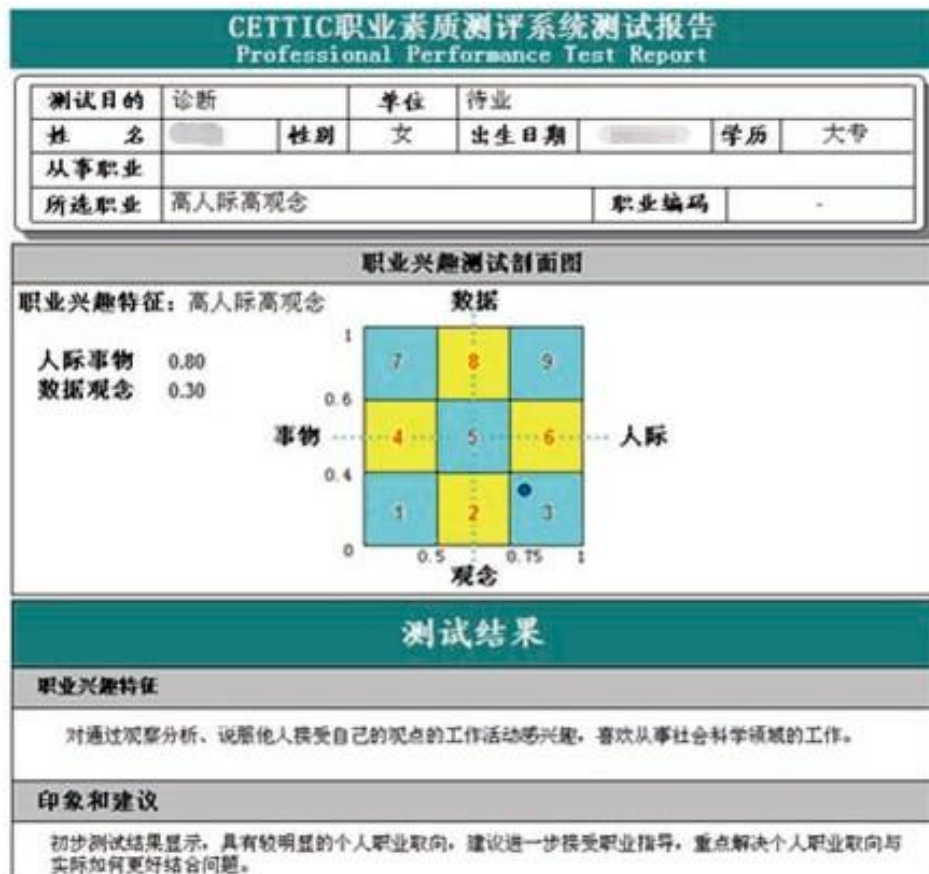 CETTIC职业素质测评系统测试报告
Professional Performance Test Report
测试目的 诊断 单位 待业
姓 名 性别 女 出生日期 学历 大专
从事职业
所选职业 高人际高观念 职业编码 -
职业兴趣测试剖面图
职业兴趣特征：高人际高观念 数据
1 7 8 9
人际事物 0.80
数据观念 0.30
0.6
事物 4 5 6 人际
0.4
1 2 3
0 0.5 0.75 1
观念
测试结果
职业兴趣特征
对通过观察分析、说服他人接受自己的观点的工作活动感兴趣，喜欢从事社会科学领域的工作。
印象和建议
初步测试结果显示，具有较明显的个人职业取向，建议进一步接受职业指导，重点解决个人职业取向与
实际如何更好结合问题。